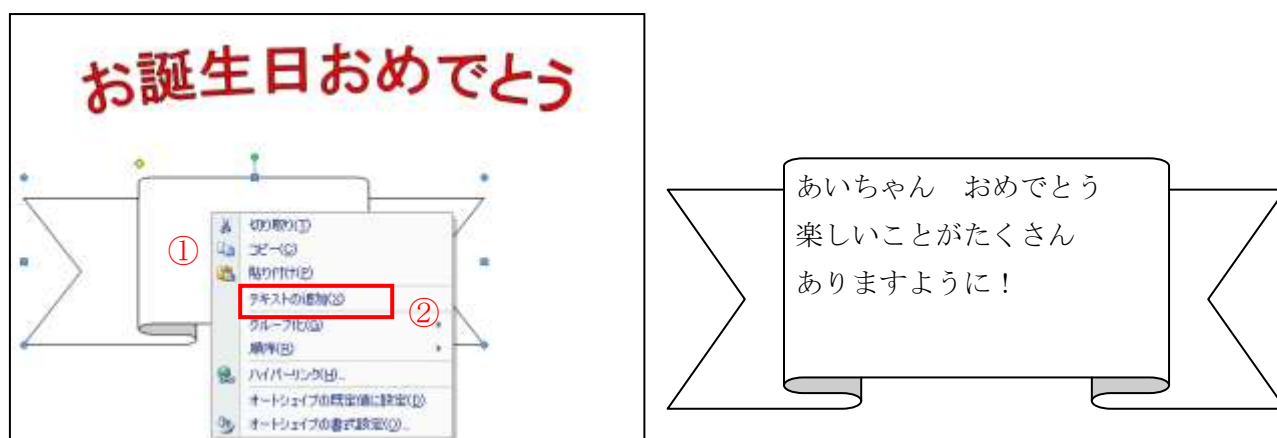 お誕生日おめでとう
①
切り取り(T)
コピー(C)
貼り付け(P)
テキストの追加(X)
②
グループ化(G)
順序(R)
ハイパーリンク(H)...
オートシェイプの既定値に設定(D)
オートシェイプの書式設定(O)...
あいちゃん　おめでとう
楽しいことがたくさん
ありますように！